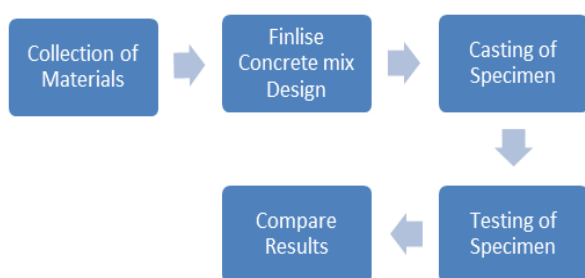 Collection of
Materials
Finlise
Concrete mix
Design
Casting of
Specimen
Testing of
Specimen
Compare
Results